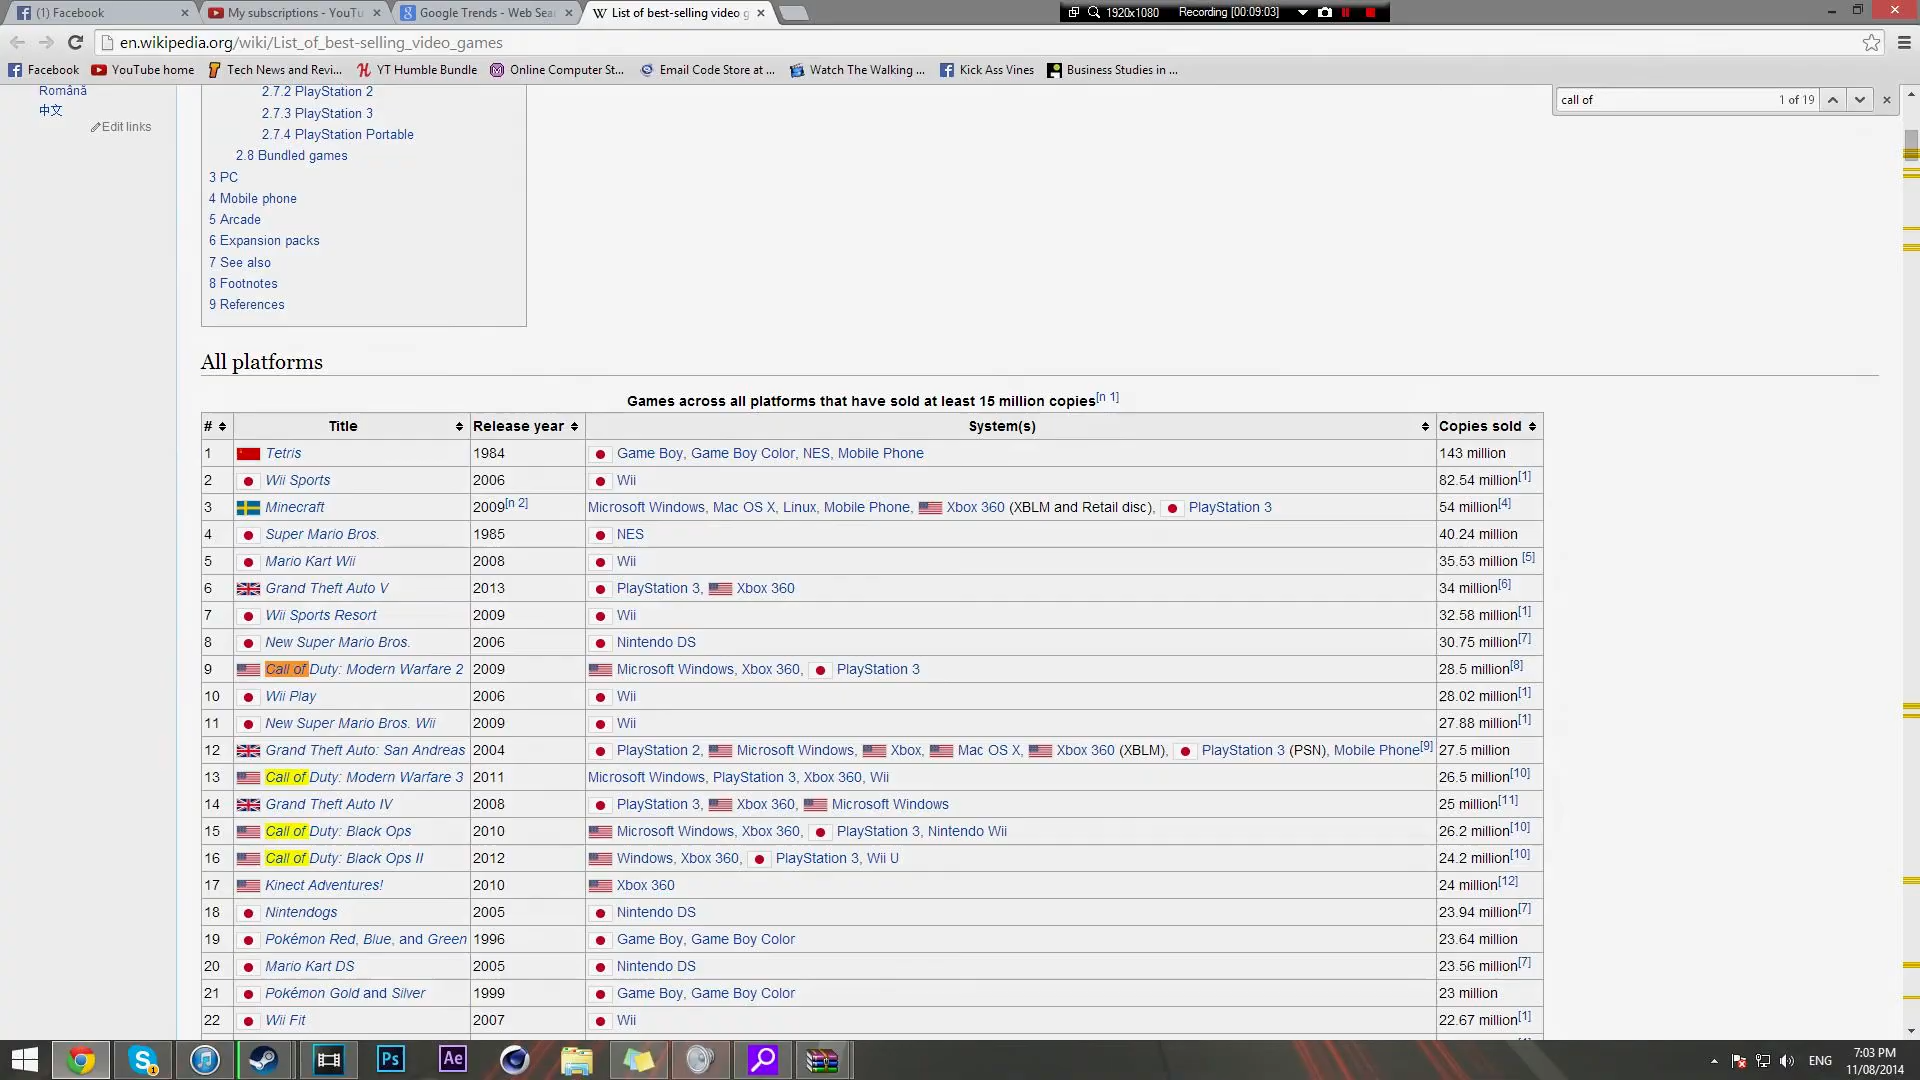 (1) Facebook
My subscriptions - YouTu
Google Trends - Web Sea
List of best-selling video g
1920x1080 Recording [00:09:03]
en.wikipedia.org/wiki/List_of_best-selling_video_games
Facebook YouTube home Tech News and Revi... YT Humble Bundle Online Computer St... Email Code Store at ... Watch The Walking ... Kick Ass Vines Business Studies in ...
call of 1 of 19
Română
中文
Edit links
2.7.2 PlayStation 2
2.7.3 PlayStation 3
2.7.4 PlayStation Portable
2.8 Bundled games
3 PC
4 Mobile phone
5 Arcade
6 Expansion packs
7 See also
8 Footnotes
9 References
All platforms
Games across all platforms that have sold at least 15 million copies[n 1]
# Title Release year System(s) Copies sold
1 Tetris 1984 Game Boy, Game Boy Color, NES, Mobile Phone 143 million
2 Wii Sports 2006 Wii 82.54 million[1]
3 Minecraft 2009[n 2] Microsoft Windows, Mac OS X, Linux, Mobile Phone, Xbox 360 (XBLM and Retail disc), PlayStation 3 54 million[4]
4 Super Mario Bros. 1985 NES 40.24 million
5 Mario Kart Wii 2008 Wii 35.53 million [5]
6 Grand Theft Auto V 2013 PlayStation 3, Xbox 360 34 million[6]
7 Wii Sports Resort 2009 Wii 32.58 million[1]
8 New Super Mario Bros. 2006 Nintendo DS 30.75 million[7]
9 Call of Duty: Modern Warfare 2 2009 Microsoft Windows, Xbox 360, PlayStation 3 28.5 million[8]
10 Wii Play 2006 Wii 28.02 million[1]
11 New Super Mario Bros. Wii 2009 Wii 27.88 million[1]
12 Grand Theft Auto: San Andreas 2004 PlayStation 2, Microsoft Windows, Xbox, Mac OS X, Xbox 360 (XBLM), PlayStation 3 (PSN), Mobile Phone[9] 27.5 million
13 Call of Duty: Modern Warfare 3 2011 Microsoft Windows, PlayStation 3, Xbox 360, Wii 26.5 million[10]
14 Grand Theft Auto IV 2008 PlayStation 3, Xbox 360, Microsoft Windows 25 million[11]
15 Call of Duty: Black Ops 2010 Microsoft Windows, Xbox 360, PlayStation 3, Nintendo Wii 26.2 million[10]
16 Call of Duty: Black Ops II 2012 Windows, Xbox 360, PlayStation 3, Wii U 24.2 million[10]
17 Kinect Adventures! 2010 Xbox 360 24 million[12]
18 Nintendogs 2005 Nintendo DS 23.94 million[7]
19 Pokémon Red, Blue, and Green 1996 Game Boy, Game Boy Color 23.64 million
20 Mario Kart DS 2005 Nintendo DS 23.56 million[7]
21 Pokémon Gold and Silver 1999 Game Boy, Game Boy Color 23 million
22 Wii Fit 2007 Wii 22.67 million[1]
Ps Ae
ENG
7:03 PM
11/08/2014